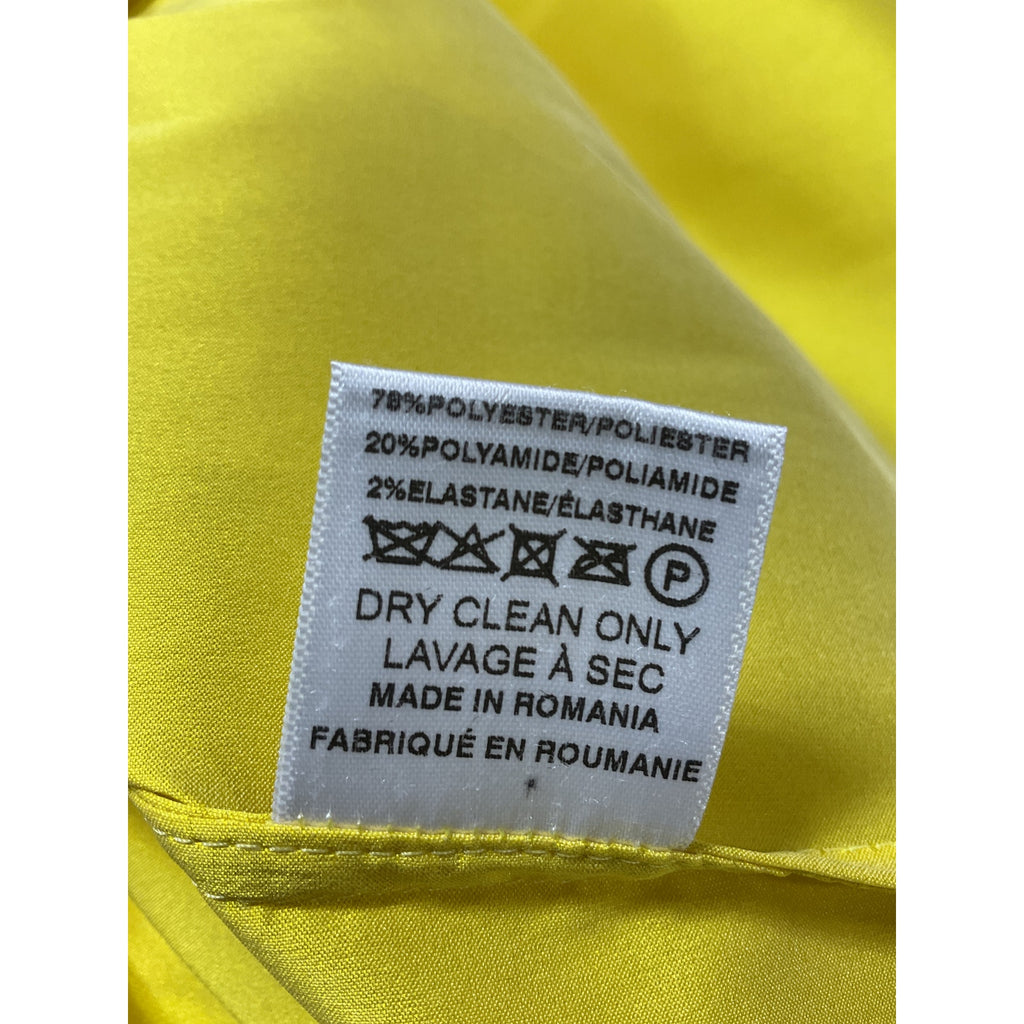 78%POLYESTER/POLIESTER
20%POLYAMIDE/POLIAMIDE
2%ELASTANE/ÉLASTHANE
P
DRY CLEAN ONLY
LAVAGE À SEC
MADE IN ROMANIA
FABRIQUÉ EN ROUMANIE